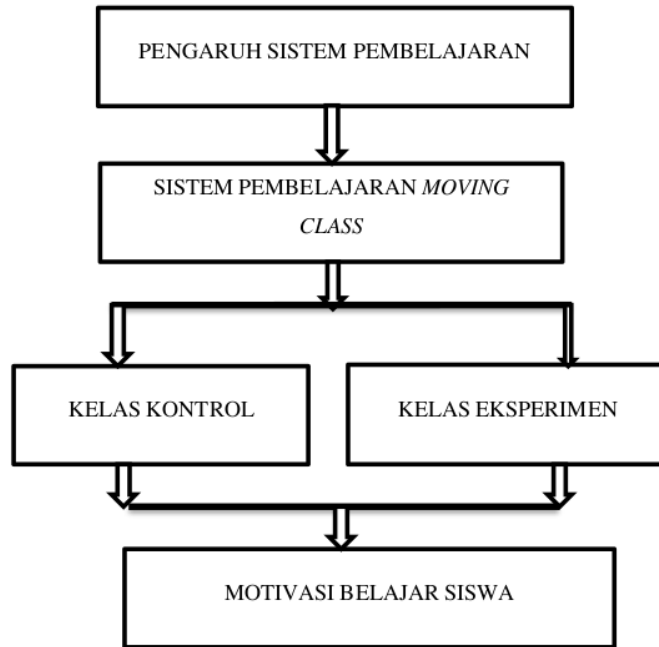 PENGARUH SISTEM PEMBELAJARAN
SISTEM PEMBELAJARAN MOVING
CLASS
KELAS KONTROL
KELAS EKSPERIMEN
MOTIVASI BELAJAR SISWA